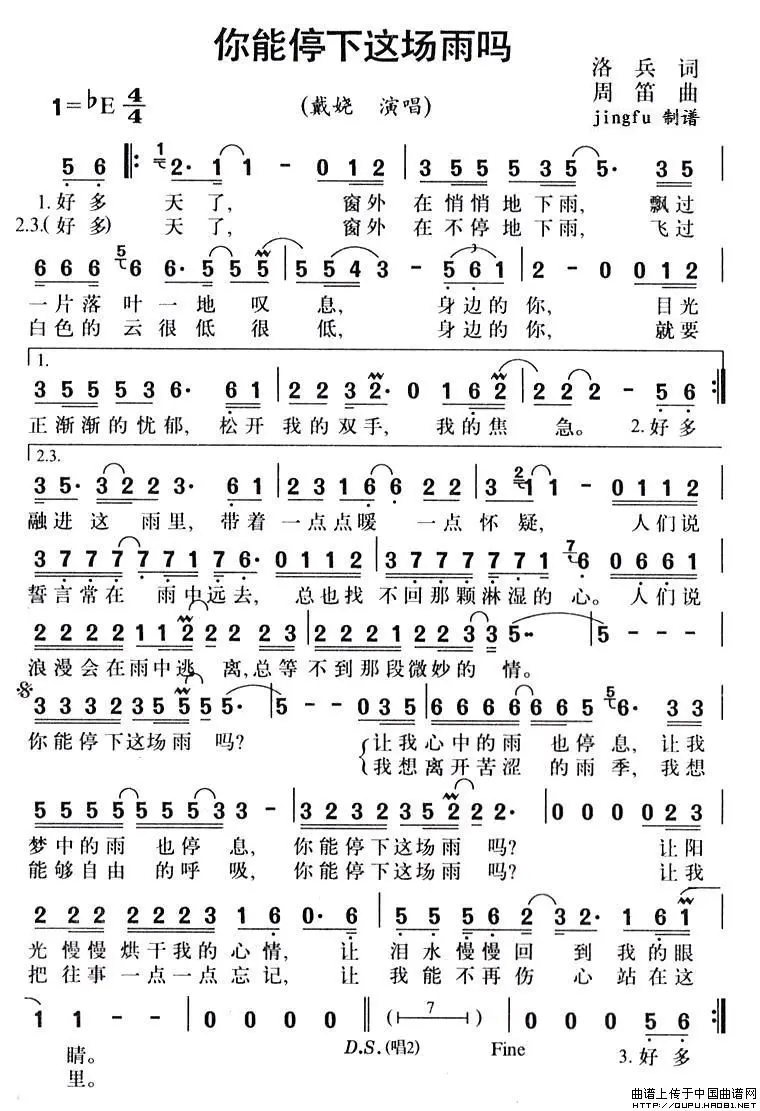 你能停下这场雨吗
洛兵 词
周笛 曲
jingfu 制谱
1=♭E 4/4
(戴娆 演唱)
5 6 ‖: 1 2· 1 1 1 - 0 1 2 | 3 5 5 5 3 5 5 5· 3 5
1.好多 天了, 窗外 在悄悄地下雨, 飘过
2.3.(好多) 天了, 窗外 在不停地下雨, 飞过
6 6 6 5 6 6· 5 5 5 | 5 5 4 3 - 5 6 1 | 2 - 0 0 1 2
3
一片落叶一地叹息, 身边的你, 日光
白色的云很低很低, 身边的你, 就要
1.
3 5 5 5 3 6· 6 1 | 2 2 3 2· 0 1 6 2 | 2 2 2 - 5 6 :‖
正渐渐的忧郁, 松开我的双手, 我的焦急。 2.好多
2.3.
3 5· 3 2 2 3· 6 1 | 2 3 1 6 6 2 2 | 3 2 1 1 - 0 1 1 2
融进这雨里, 带着一点点暖一点怀疑, 人们说
3 7 7 7 7 7 7 1 7 6· 0 1 1 2 | 3 7 7 7 7 7 7 1 7 6 0 6 6 1
誓言常在雨中远去, 总也找不回那颗淋湿的心。人们说
2 2 2 2 2 1 1 2 2 2 2 3 | 1 2 2 1 2 1 2 2 3 3 5·· | 5 - - -
浪漫会在雨中逃离,总等不到那段微妙的情。
3 3 3 2 3 5 5 5 5· | 5 - - 0 3 5 | 6 6 6 6 6 6 6 5 5 6· 3 3
你能停下这场雨吗? 让我心中的雨也停息, 让我
我想离开苦涩的雨季, 我想
5 5 5 5 5 5 5 3 3 - | 3 2 3 2 3 5 2 2 2· | 0 0 0 0 2 3
梦中的雨也停息, 你能停下这场雨吗? 让阳
能够自由的呼吸, 你能停下这场雨吗? 让我
2 2 2 2 2 2 3 1 6 0· 6 | 5 5 5 6 2 3 2· 1 6 1
光慢慢烘干我的心情, 让泪水慢慢回到我的眼
把往事一点一点忘记, 让我能不再伤心站在这
1 1 - - | 0 0 0 0 ‖ ( 7 ) ‖ 0 0 0 5 6 :‖
D.S.(唱2) Fine
睛。 3.好多
里。
曲谱上传于中国曲谱网
HTTP://QUPU.HAO81.NET